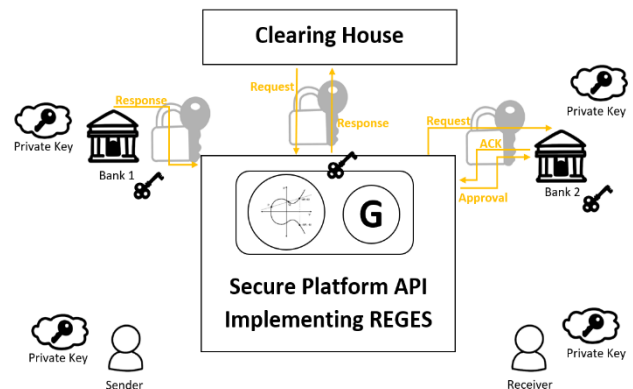 Clearing House
Request
Response
Private Key
Response
Bank 1
Private Key
Request
ACK
Approval
Bank 2
G
Secure Platform API
Implementing REGES
Private Key
Sender
Private Key
Receiver